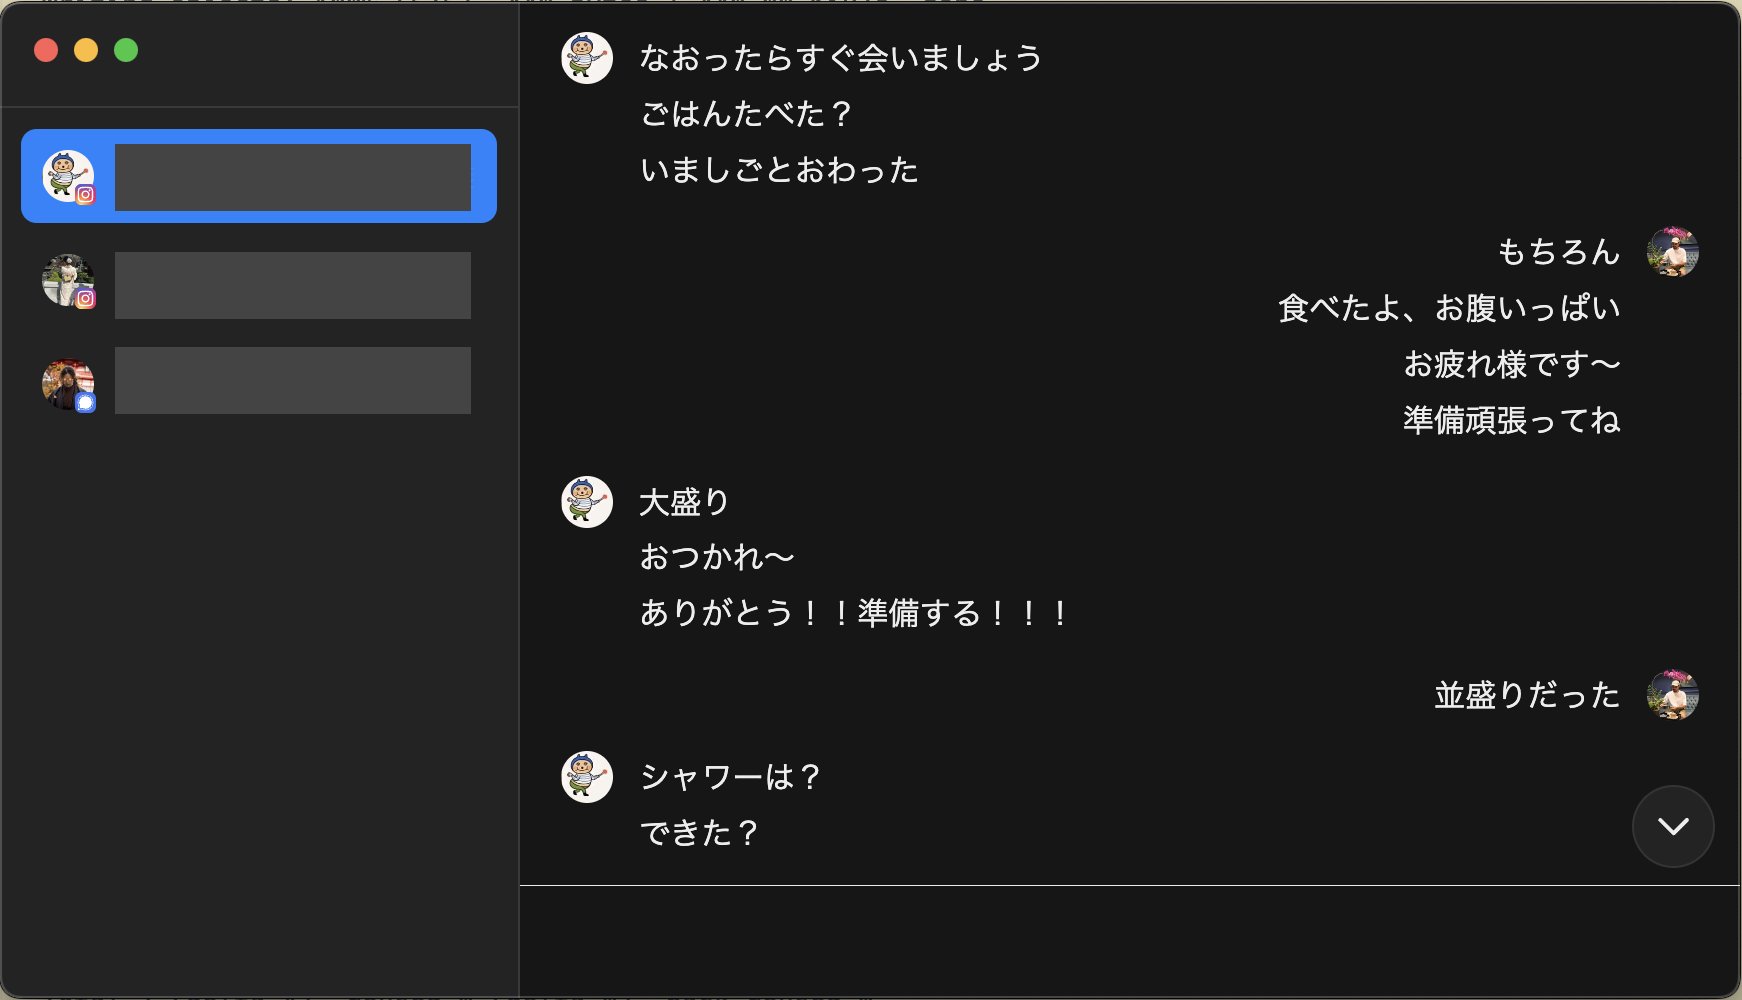 なおったらすぐ会いましょう
ごはんたべた？
いましごとおわった
もちろん
食べたよ、お腹いっぱい
お疲れ様です〜
準備頑張ってね
大盛り
おつかれ〜
ありがとう！！準備する！！！
並盛りだった
シャワーは？
できた？